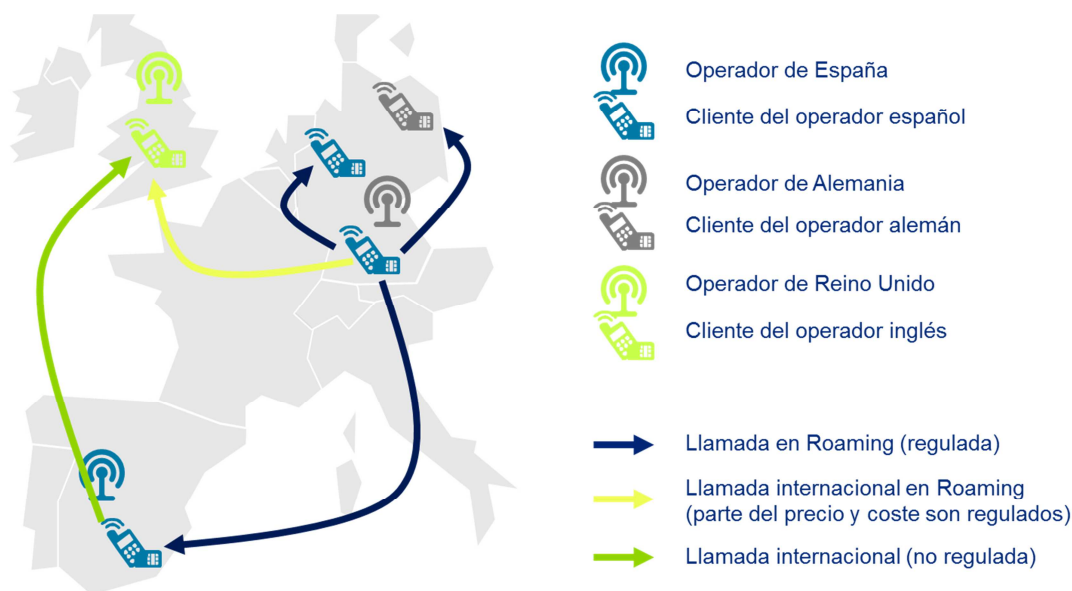 Operador de España
Cliente del operador español
Operador de Alemania
Cliente del operador alemán
Operador de Reino Unido
Cliente del operador inglés
Llamada en Roaming (regulada)
Llamada internacional en Roaming
(parte del precio y coste son regulados)
Llamada internacional (no regulada)